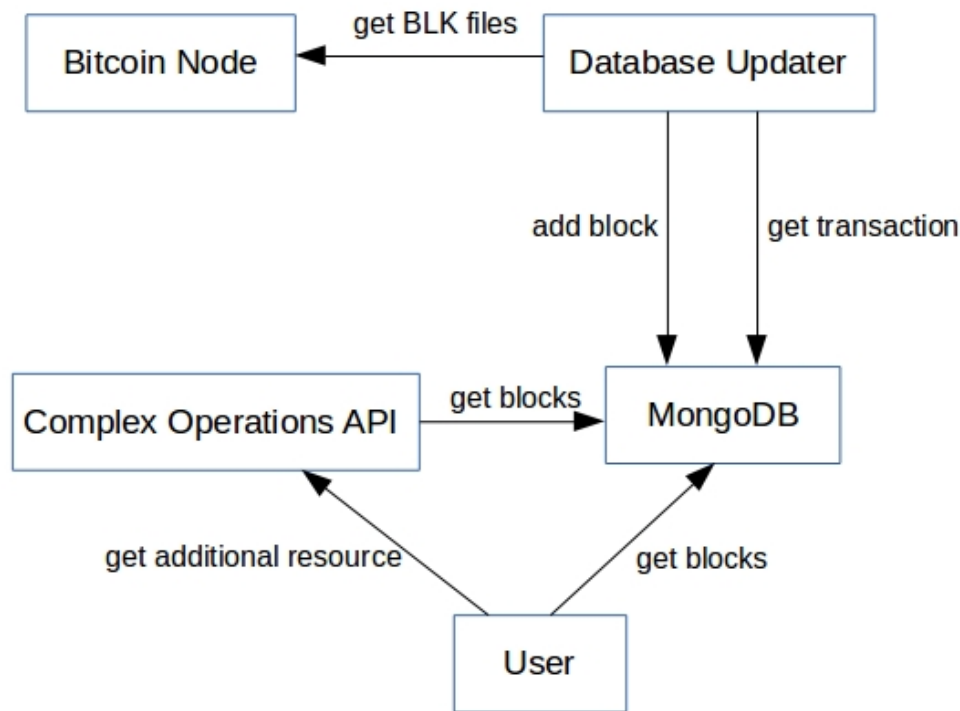 get BLK files
Bitcoin Node
Database Updater
add block
get transaction
Complex Operations API
get blocks
MongoDB
get additional resource
get blocks
User